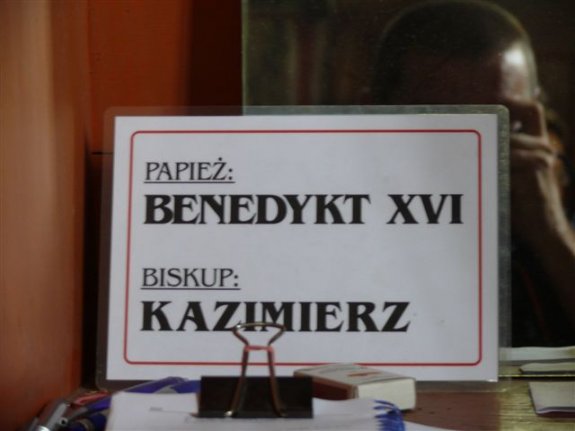 PAPIEŻ:
BENEDYKT XVI
BISKUP:
KAZIMIERZ